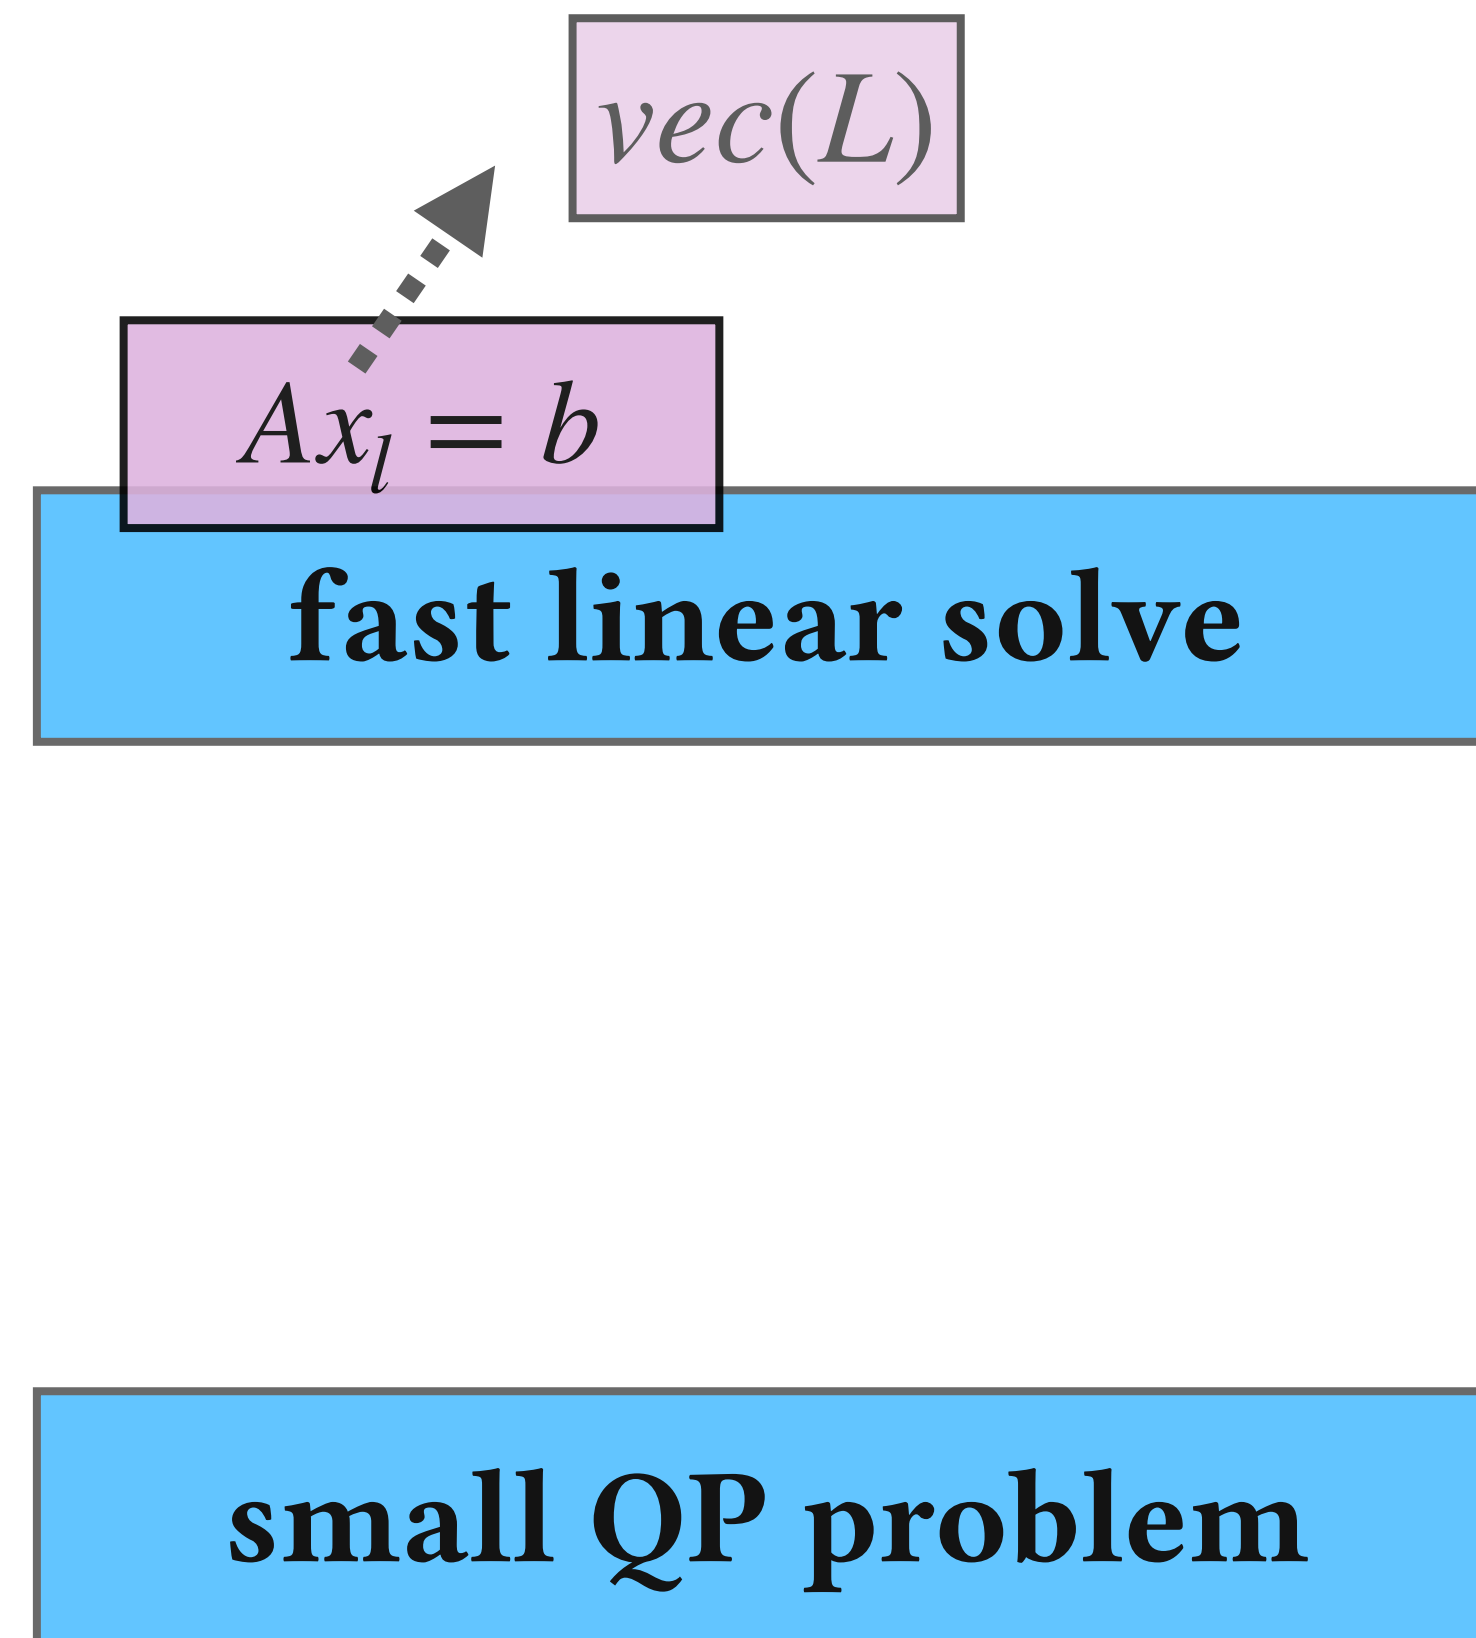 vec(L)
Ax_l = b
fast linear solve
small QP problem